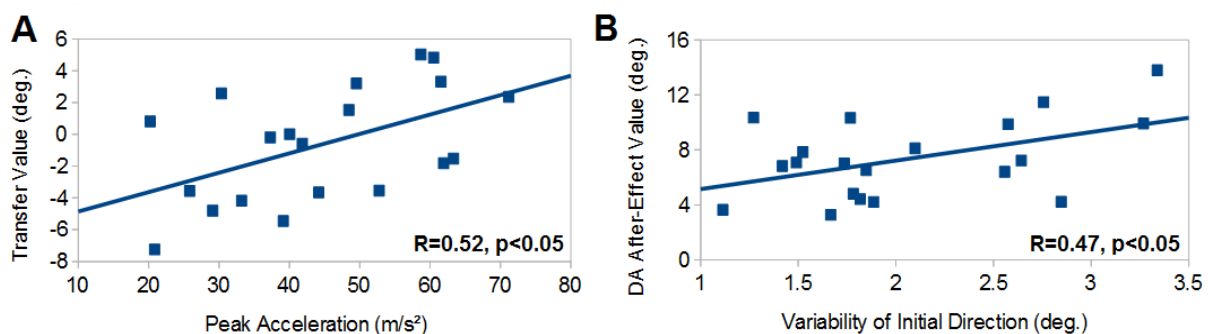 A
Transfer Value (deg.)
6
4
2
0
-2
-4
-6
-8
10 20 30 40 50 60 70 80
R=0.52, p<0.05
Peak Acceleration (m/s²)
B
DA After-Effect Value (deg.)
16
12
8
4
0
1 1.5 2 2.5 3 3.5
R=0.47, p<0.05
Variability of Initial Direction (deg.)